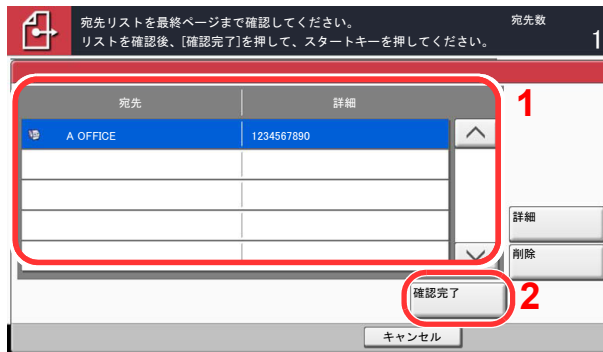 宛先リストを最終ページまで確認してください。
リストを確認後、[確認完了]を押して、スタートキーを押してください。
宛先数
1
宛先
詳細
1
A OFFICE
1234567890
詳細
削除
確認完了
2
キャンセル